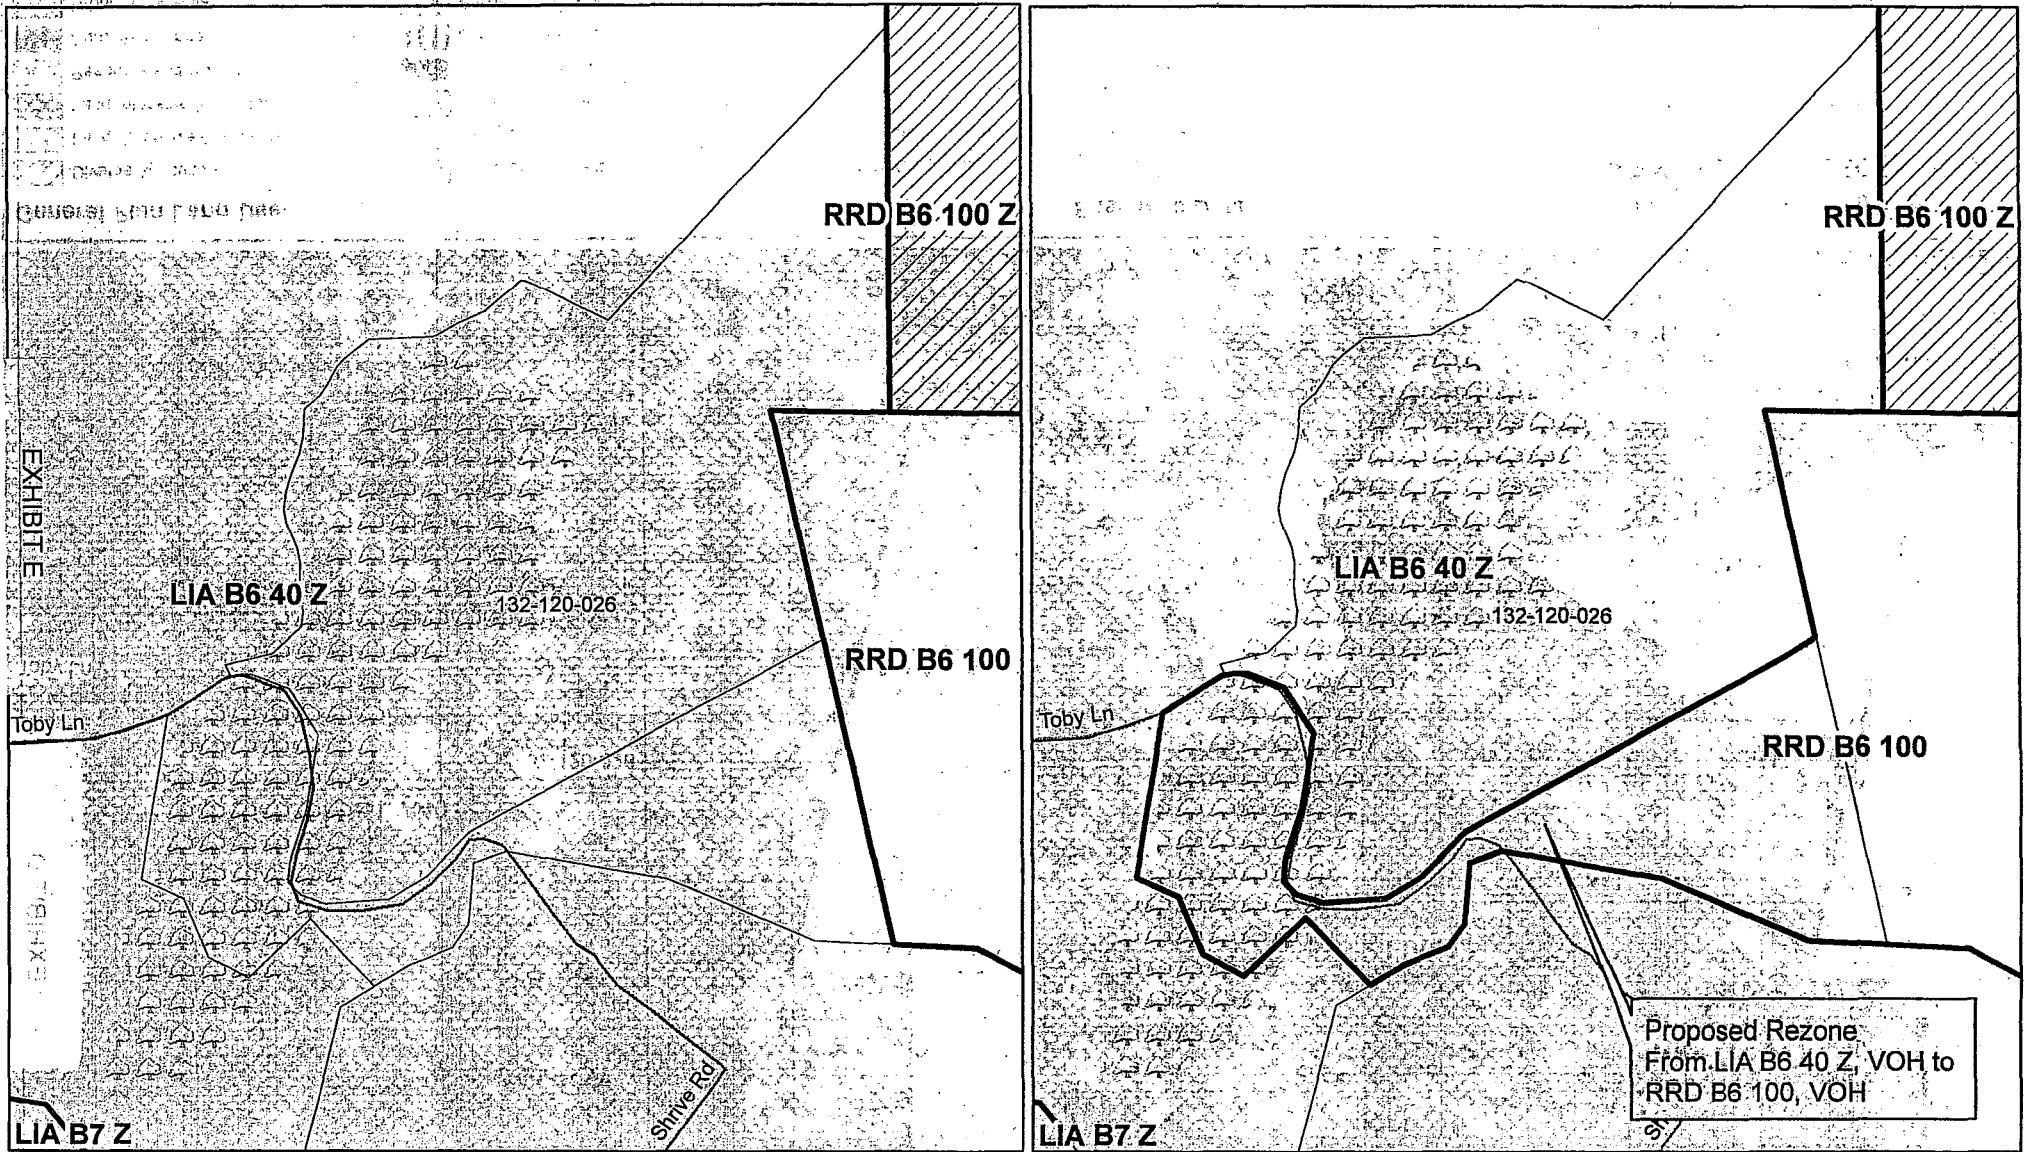 RRD B6 100 Z
EXHIBIT E
LIA B6 40 Z
132-120-026
RRD B6 100
Toby Ln
Shrive Rd
LIA B7 Z
RRD B6 100 Z
LIA B6 40 Z
132-120-026
Toby Ln
RRD B6 100
Proposed Rezone
From LIA B6 40 Z, VOH to
RRD B6 100, VOH
LIA B7 Z